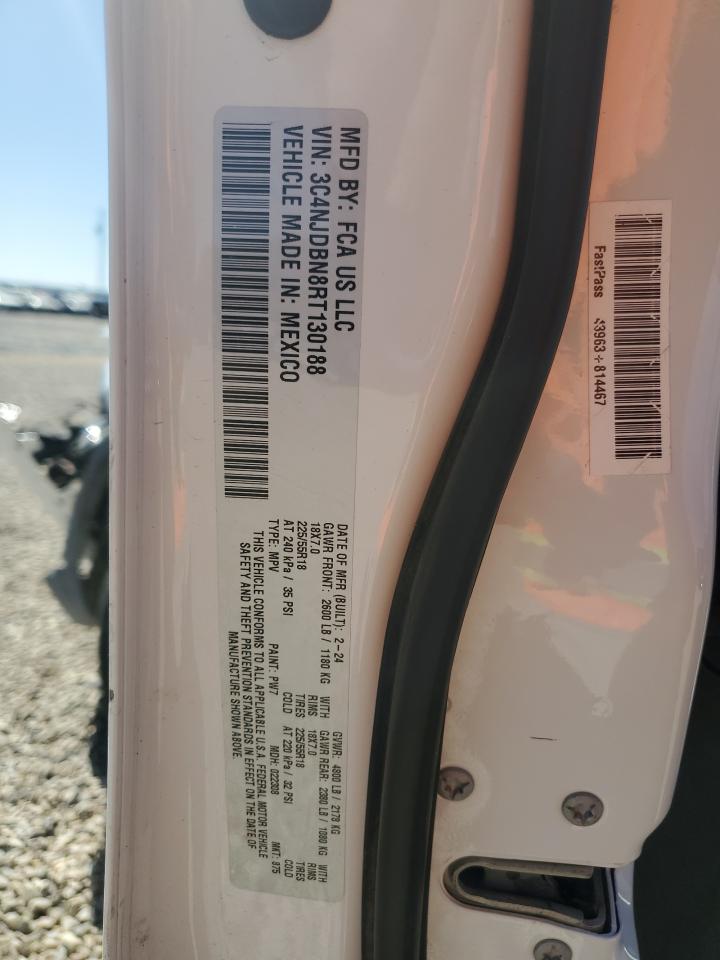 MFD BY: FCA US LLC
VIN: 3C4NJDBN8RT130188
VEHICLE MADE IN: MEXICO
DATE OF MFR (BUILT): 2-24 GVWR: 4800 LB / 2178 KG
GAWR FRONT: 2600 LB / 1180 KG WITH GAWR REAR: 2380 LB / 1080 KG WITH
18X7.0 RIMS 18X7.0 RIMS
225/55R18 TIRES 225/55R18 TIRES
AT 240 kPa / 35 PSI COLD AT 220 kPa / 32 PSI COLD
TYPE: MPV PAINT: PW7 MDH: 022308 MKT: 975
THIS VEHICLE CONFORMS TO ALL APPLICABLE U.S.A. FEDERAL MOTOR VEHICLE
SAFETY AND THEFT PREVENTION STANDARDS IN EFFECT ON THE DATE OF
MANUFACTURE SHOWN ABOVE.
FastPass 43963+814467